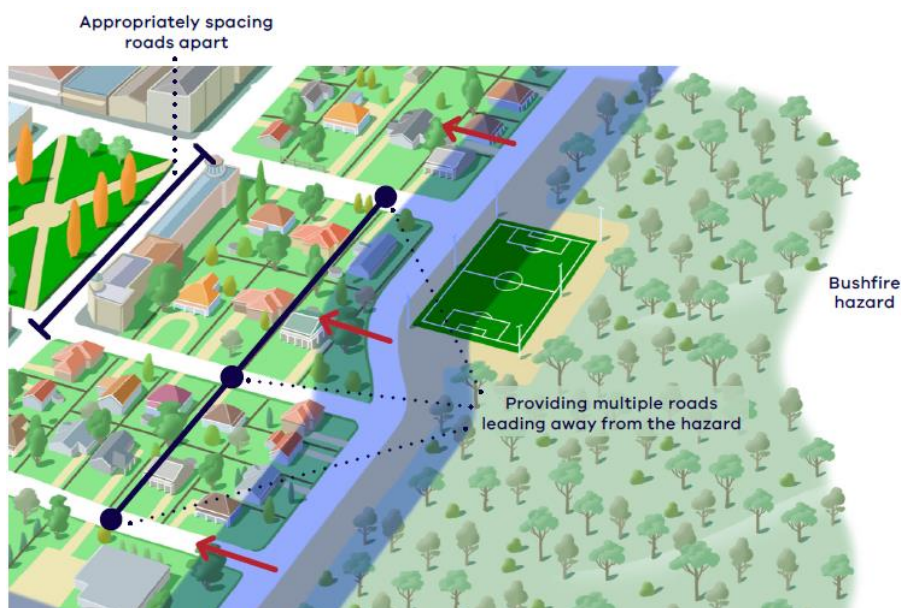 Appropriately spacing
roads apart
Bushfire
hazard
Providing multiple roads
leading away from the hazard